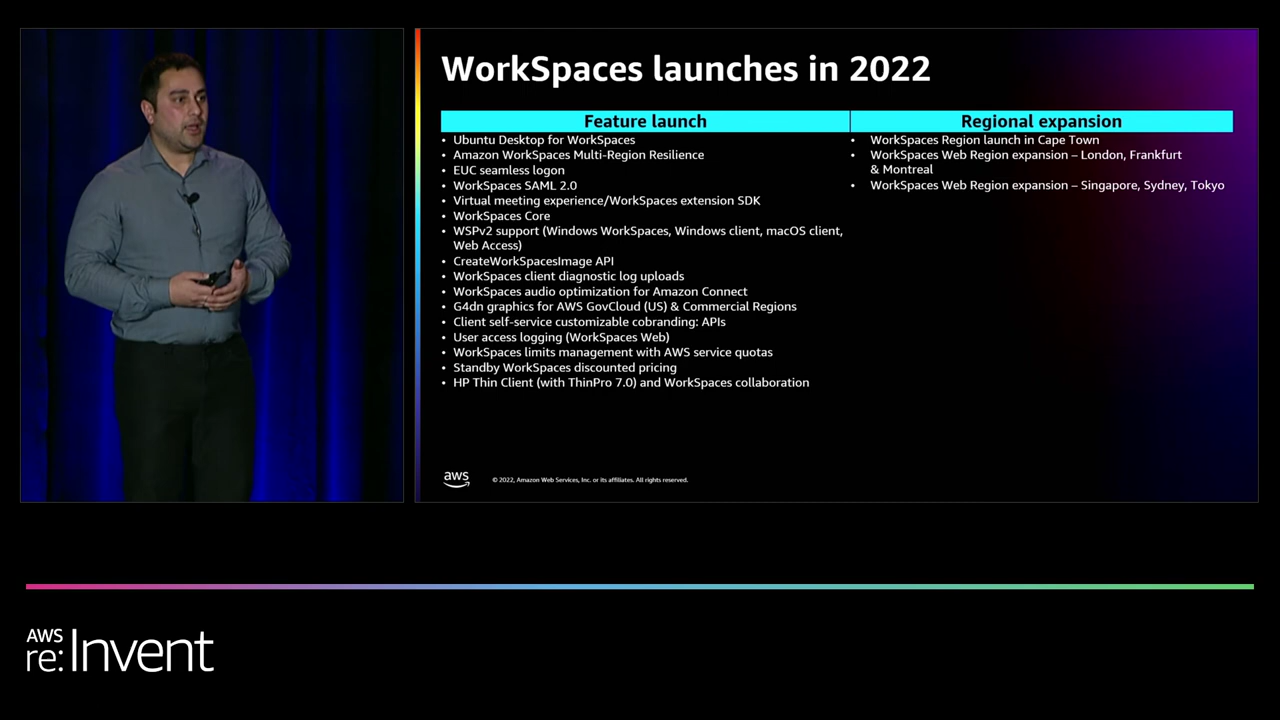 WorkSpaces launches in 2022
Feature launch
• Ubuntu Desktop for WorkSpaces
• Amazon WorkSpaces Multi-Region Resilience
• EUC seamless logon
• WorkSpaces SAML 2.0
• Virtual meeting experience/WorkSpaces extension SDK
• WorkSpaces Core
• WSPv2 support (Windows WorkSpaces, Windows client, macOS client,
Web Access)
• CreateWorkSpacesImage API
• WorkSpaces client diagnostic log uploads
• WorkSpaces audio optimization for Amazon Connect
• G4dn graphics for AWS GovCloud (US) & Commercial Regions
• Client self-service customizable cobranding: APIs
• User access logging (WorkSpaces Web)
• WorkSpaces limits management with AWS service quotas
• Standby WorkSpaces discounted pricing
• HP Thin Client (with ThinPro 7.0) and WorkSpaces collaboration
Regional expansion
• WorkSpaces Region launch in Cape Town
• WorkSpaces Web Region expansion – London, Frankfurt
& Montreal
• WorkSpaces Web Region expansion – Singapore, Sydney, Tokyo
aws
© 2022, Amazon Web Services, Inc. or its affiliates. All rights reserved.
AWS
re:Invent